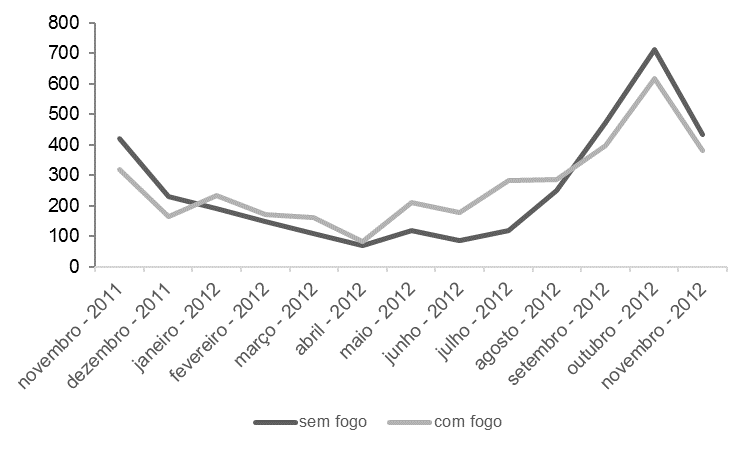 800
700
600
500
400
300
200
100
0
novembro - 2011
dezembro - 2011
janeiro - 2012
fevereiro - 2012
março - 2012
abril - 2012
maio - 2012
junho - 2012
julho - 2012
agosto - 2012
setembro - 2012
outubro - 2012
novembro - 2012
sem fogo com fogo